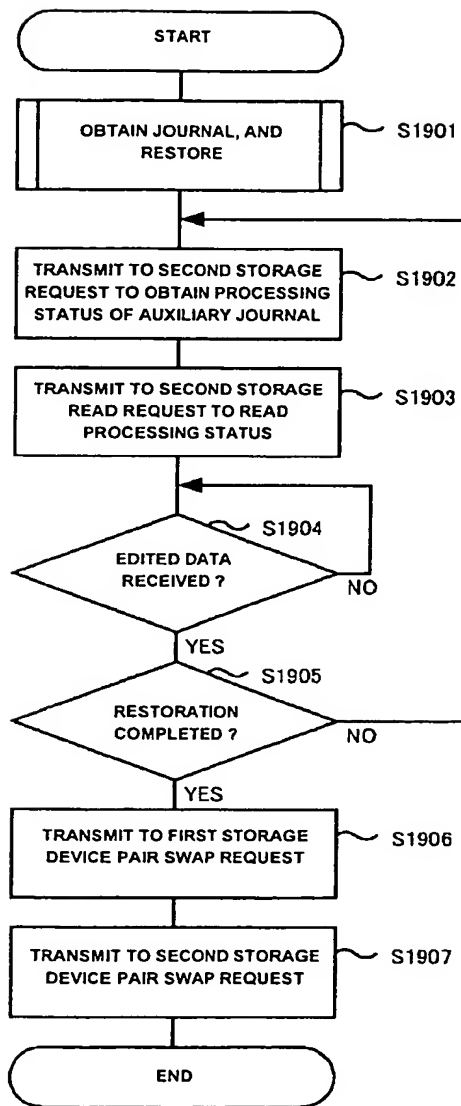 START
OBTAIN JOURNAL, AND
RESTORE
S1901
TRANSMIT TO SECOND STORAGE
REQUEST TO OBTAIN PROCESSING
STATUS OF AUXILIARY JOURNAL
S1902
TRANSMIT TO SECOND STORAGE
READ REQUEST TO READ
PROCESSING STATUS
S1903
S1904
EDITED DATA
RECEIVED ?
NO
YES
S1905
RESTORATION
COMPLETED ?
NO
YES
TRANSMIT TO FIRST STORAGE
DEVICE PAIR SWAP REQUEST
S1906
TRANSMIT TO SECOND STORAGE
DEVICE PAIR SWAP REQUEST
S1907
END